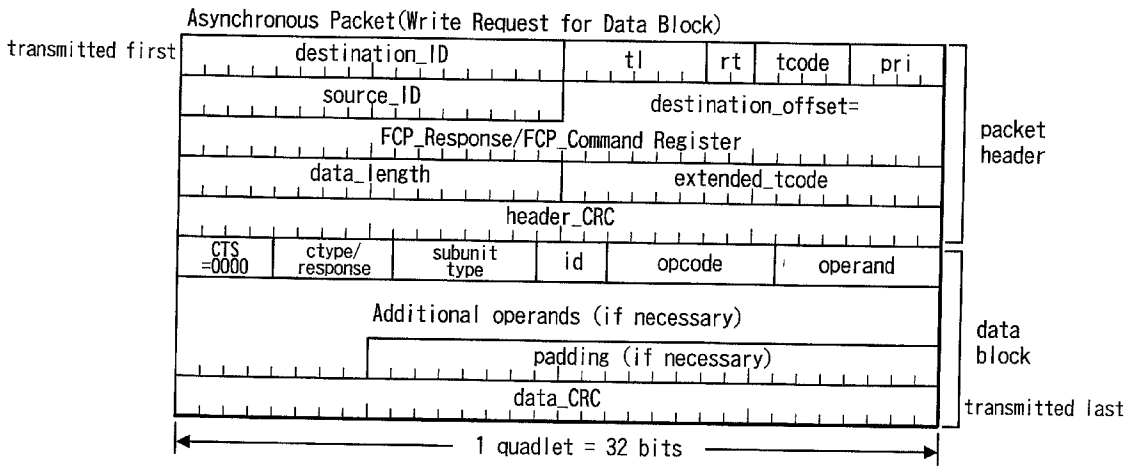 Asynchronous Packet(Write Request for Data Block)
transmitted first
destination_ID tl rt tcode pri
source_ID destination_offset=
FCP_Response/FCP_Command Register
packet
header
data_length extended_tcode
header_CRC
CTS
=0000
ctype/
response
subunit
type
id opcode operand
Additional operands (if necessary)
data
block
padding (if necessary)
data_CRC
transmitted last
1 quadlet = 32 bits